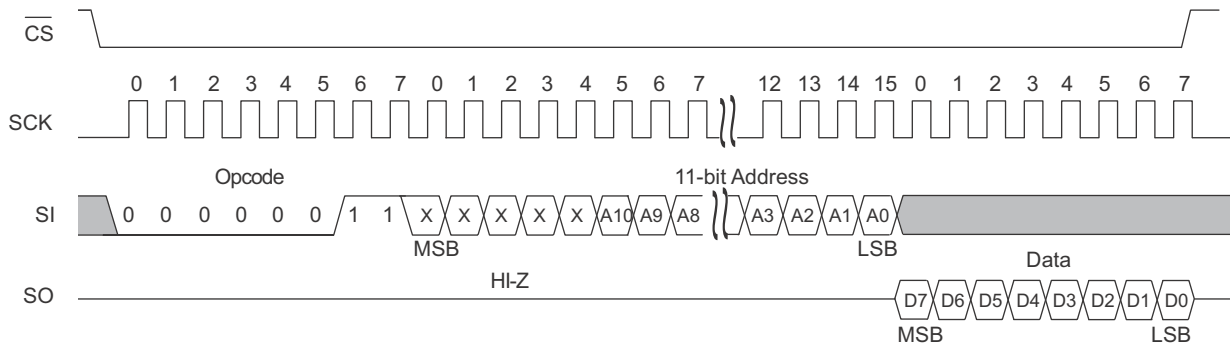 CS
0 1 2 3 4 5 6 7 0 1 2 3 4 5 6 7 12 13 14 15 0 1 2 3 4 5 6 7
SCK
Opcode 11-bit Address
SI 0 0 0 0 0 0 1 1 X X X X X A10 A9 A8 A3 A2 A1 A0
MSB LSB
HI-Z Data
SO D7 D6 D5 D4 D3 D2 D1 D0
MSB LSB